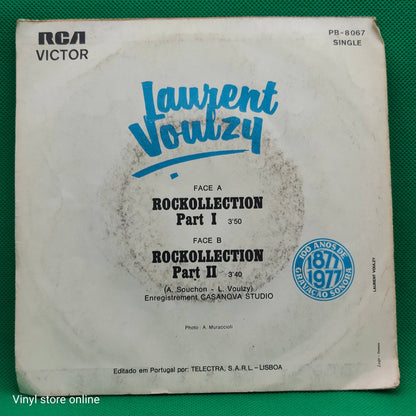 RCA
VICTOR
PB-8067
SINGLE
Laurent
Voulzy
FACE A
ROCKOLLECTION
Part I 3'50
FACE B
ROCKOLLECTION
Part II 3'40
(A. Souchon - L. Voulzy)
Enregistrement CASANOVA STUDIO
100 ANOS DE
1877
1977
GRAVAÇÃO SONORA
LAURENT VOULZY
Photo: A. Muraccioli
Editado em Portugal por: TELECTRA, S.A.R.L. – LISBOA
Vinyl store online